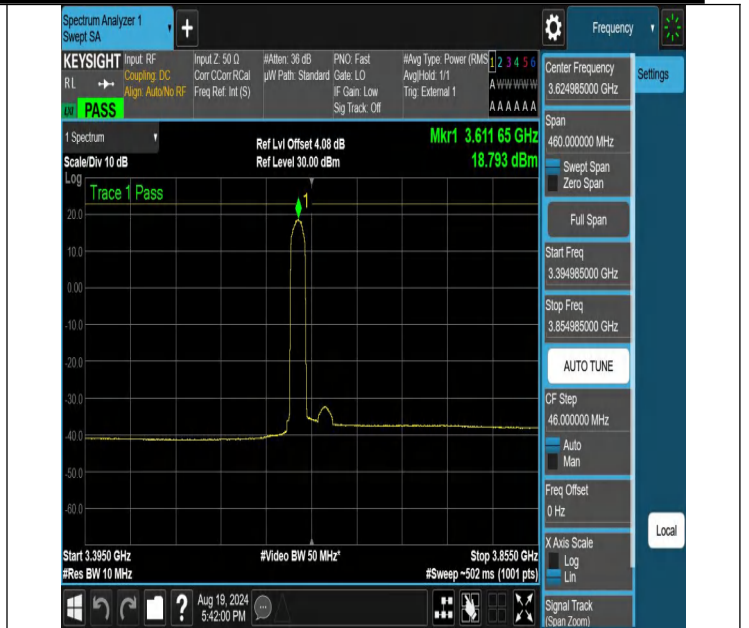 Spectrum Analyzer 1
Swept SA
+
Frequency
KEYSIGHT
RL
PASS
Input: RF
Coupling: DC
Align: Auto/No RF
Input Z: 50 Ω
Corr CCorr RCal
Freq Ref: Int (S)
#Atten: 36 dB
µW Path: Standard
PNO: Fast
Gate: LO
IF Gain: Low
Sig Track: Off
#Avg Type: Power (RMS
Avg|Hold: 1/1
Trig: External 1
1 2 3 4 5 6
A W W W W W
A A A A A A
Center Frequency
3.624985000 GHz
Settings
Span
460.000000 MHz
Swept Span
Zero Span
Full Span
Start Freq
3.394985000 GHz
Stop Freq
3.854985000 GHz
AUTO TUNE
CF Step
46.000000 MHz
Auto
Man
Freq Offset
0 Hz
X Axis Scale
Log
Lin
Local
Signal Track
(Span Zoom)
1 Spectrum
Scale/Div 10 dB
Ref Lvl Offset 4.08 dB
Ref Level 30.00 dBm
Mkr1 3.611 65 GHz
18.793 dBm
Log
Trace 1 Pass
1
20.0
10.0
0.00
-10.0
-20.0
-30.0
-40.0
-50.0
-60.0
Start 3.3950 GHz
#Res BW 10 MHz
#Video BW 50 MHz*
Stop 3.8550 GHz
#Sweep ~502 ms (1001 pts)
?
Aug 19, 2024
5:42:00 PM